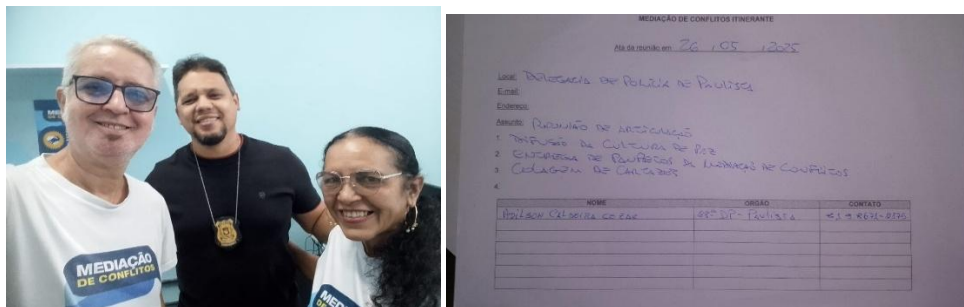 MEDIAÇÃO
DE CONFLITOS
MEDIAÇÃO DE CONFLITOS ITINERANTE
Ata da reunião em 26 / 05 / 2025
Local: DELEGACIA DE POLÍCIA DE PAULISTA
E-mail:
Endereço:
Assunto: REUNIÃO DE ARTICULAÇÃO
1 DIFUSÃO DA CULTURA DE PAZ
2 ENTREGA DE PANFLETOS DA MEDIAÇÃO DE CONFLITOS
3 COLAGEM DE CARTAZES
4
NOME ORGÃO CONTATO
DP - Paulista